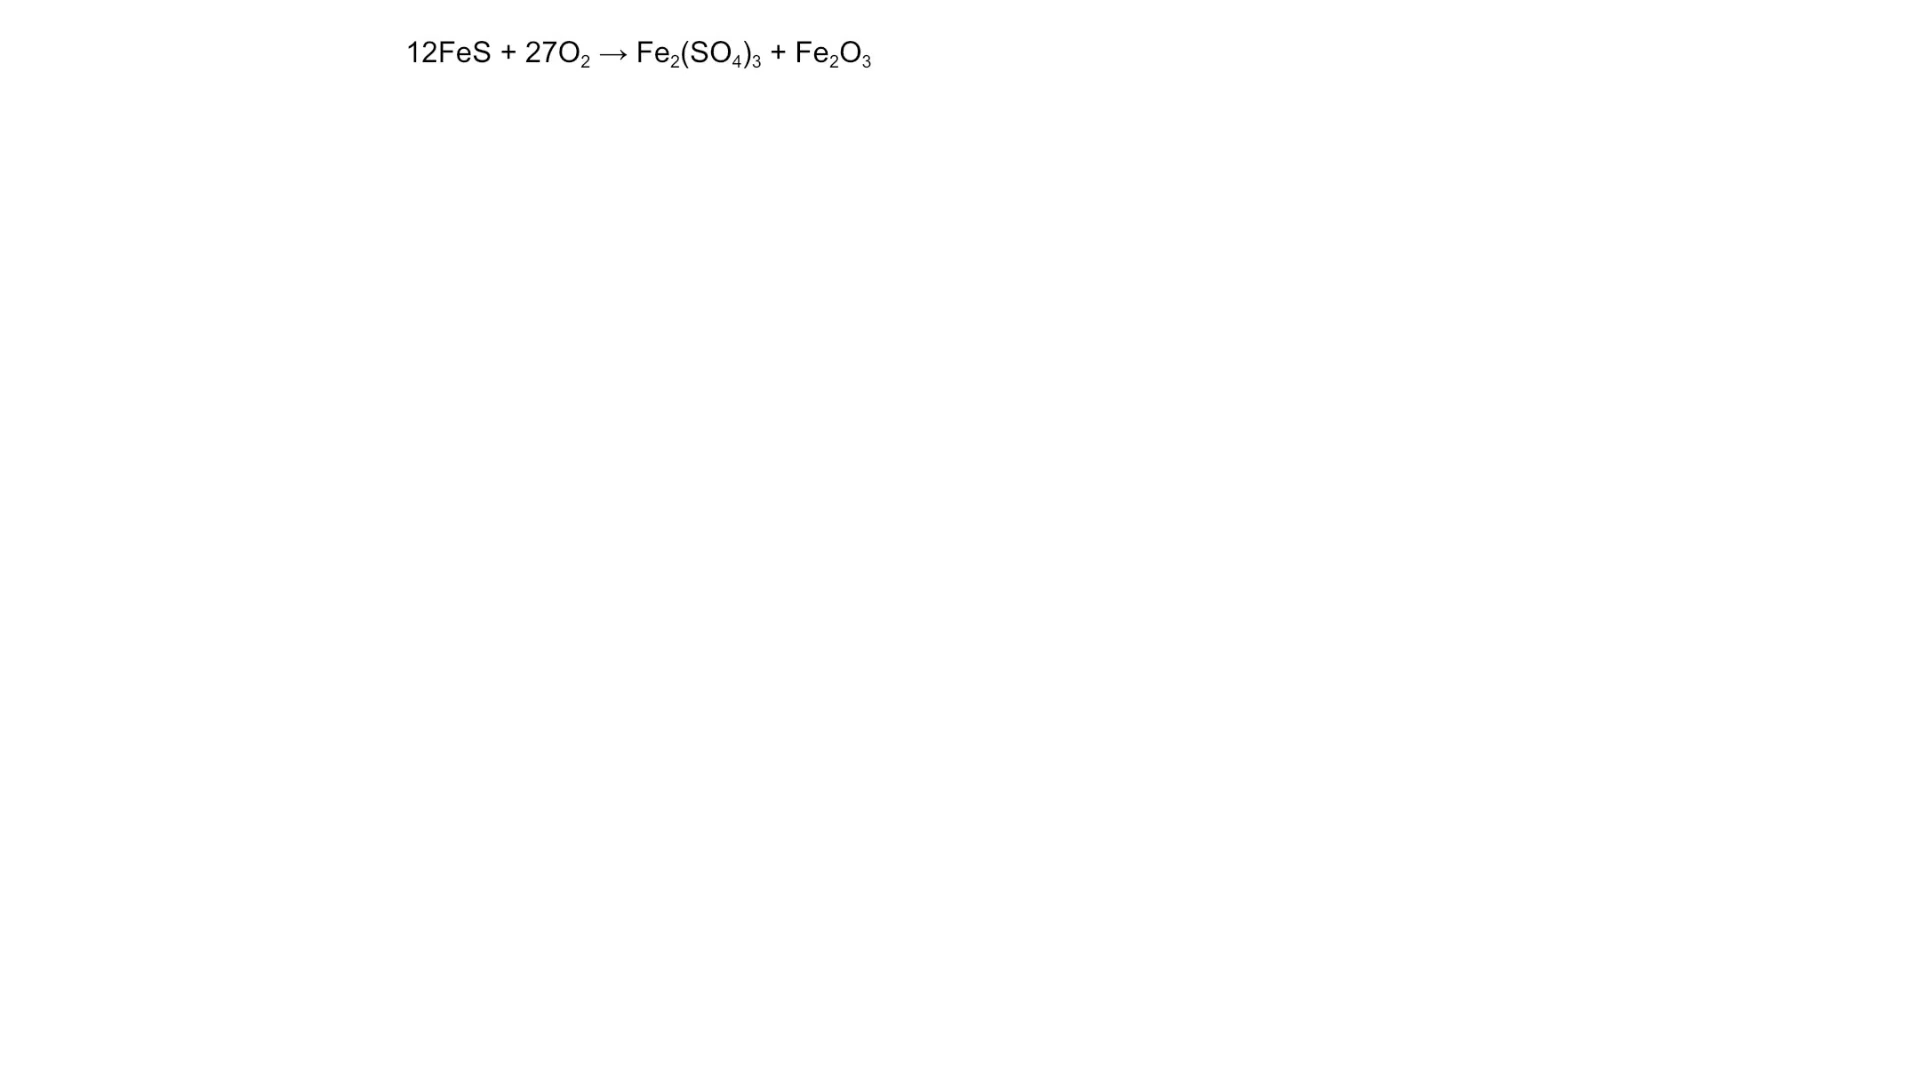 12FeS + 27O₂ → Fe₂(SO₄)₃ + Fe₂O₃